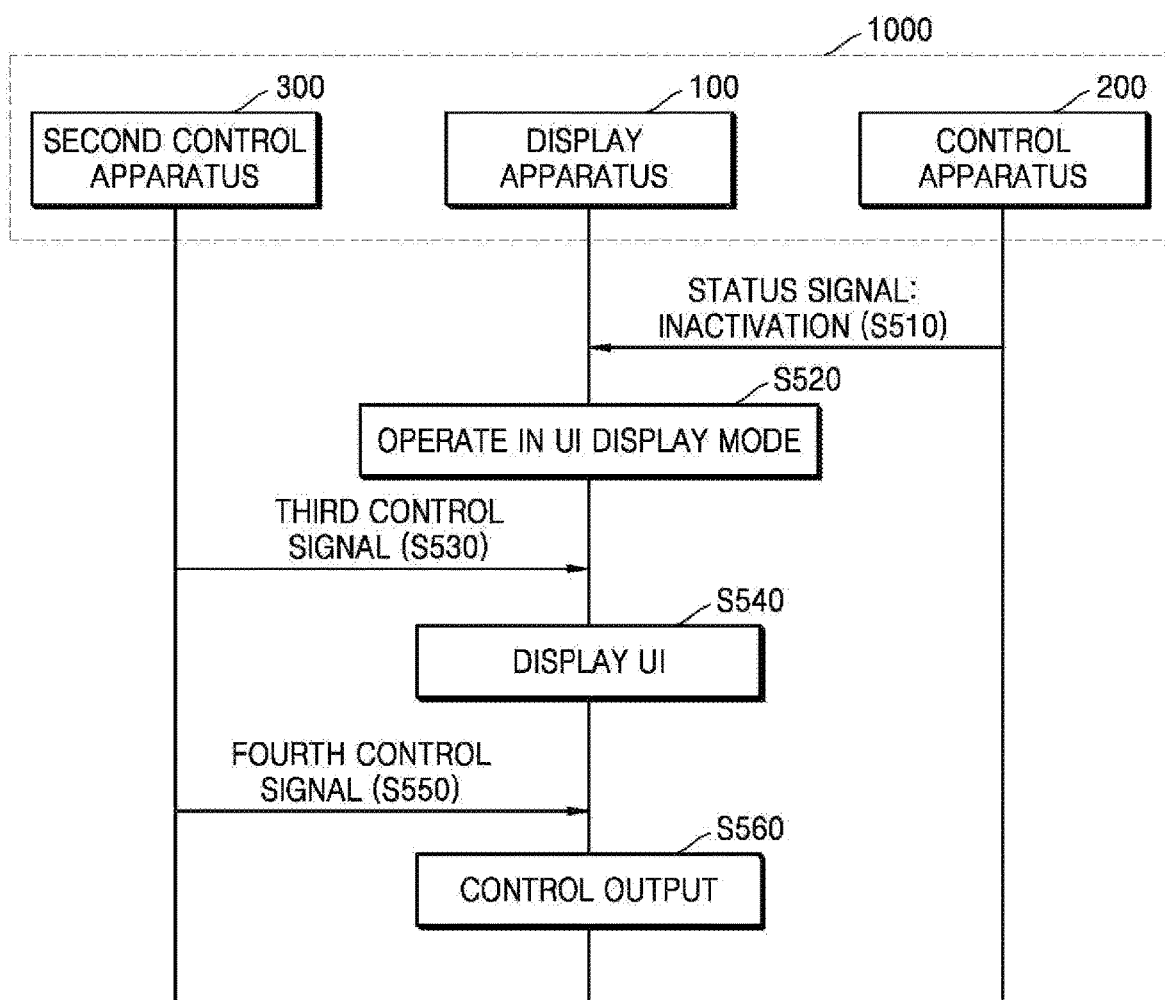 1000
300
100
200
SECOND CONTROL
APPARATUS
DISPLAY
APPARATUS
CONTROL
APPARATUS
STATUS SIGNAL:
INACTIVATION (S510)
S520
OPERATE IN UI DISPLAY MODE
THIRD CONTROL
SIGNAL (S530)
S540
DISPLAY UI
FOURTH CONTROL
SIGNAL (S550)
S560
CONTROL OUTPUT